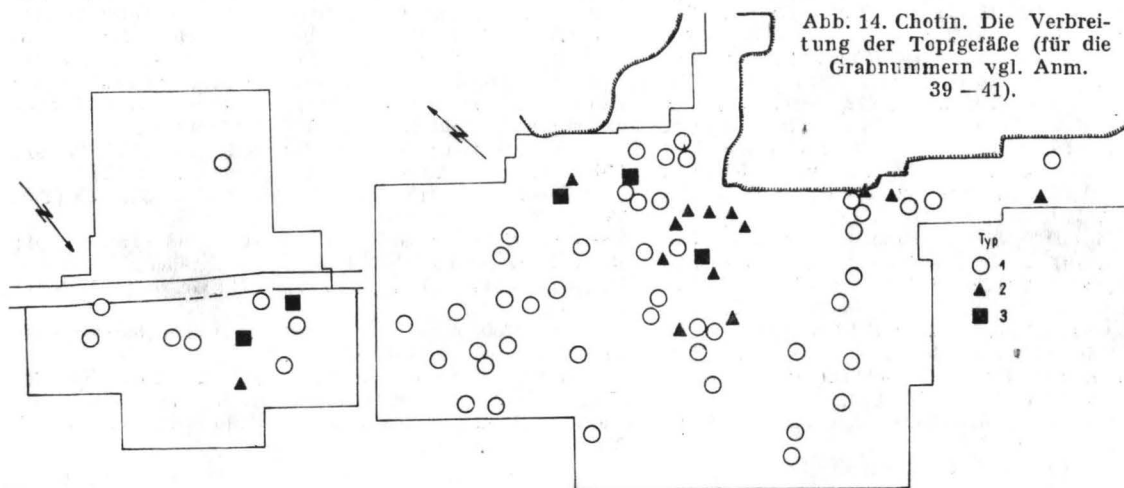 Abb. 14. Chotín. Die Verbrei-
tung der Topfgefäße (für die
Grabnummern vgl. Anm.
39 — 41).
Typ
1
2
3